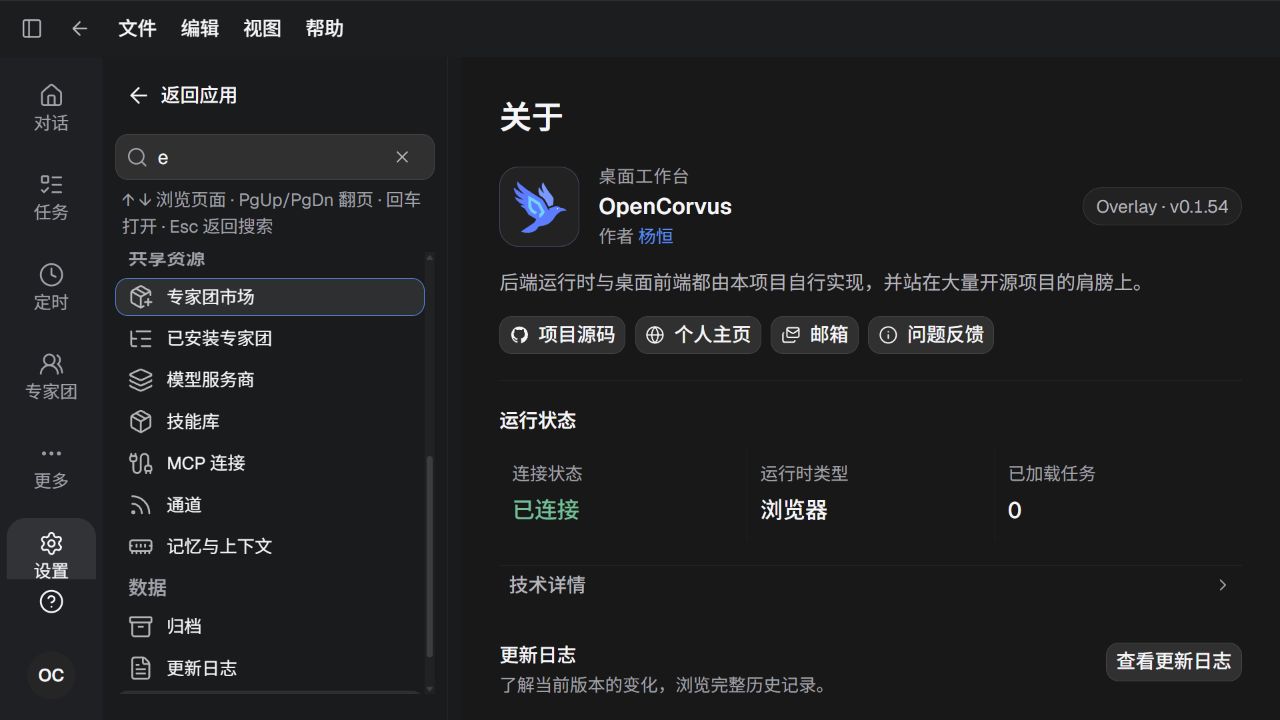 文件 编辑 视图 帮助
对话
任务
定时
专家团
更多
设置
OC
返回应用
e
↑↓ 浏览页面 · PgUp/PgDn 翻页 · 回车
打开 · Esc 返回搜索
共享资源
专家团市场
已安装专家团
模型服务商
技能库
MCP 连接
通道
记忆与上下文
数据
归档
更新日志
关于
桌面工作台
OpenCorvus
作者 杨恒
Overlay · v0.1.54
后端运行时与桌面前端都由本项目自行实现，并站在大量开源项目的肩膀上。
项目源码 个人主页 邮箱 问题反馈
运行状态
连接状态 运行时类型 已加载任务
已连接 浏览器 0
技术详情
更新日志
了解当前版本的变化，浏览完整历史记录。
查看更新日志